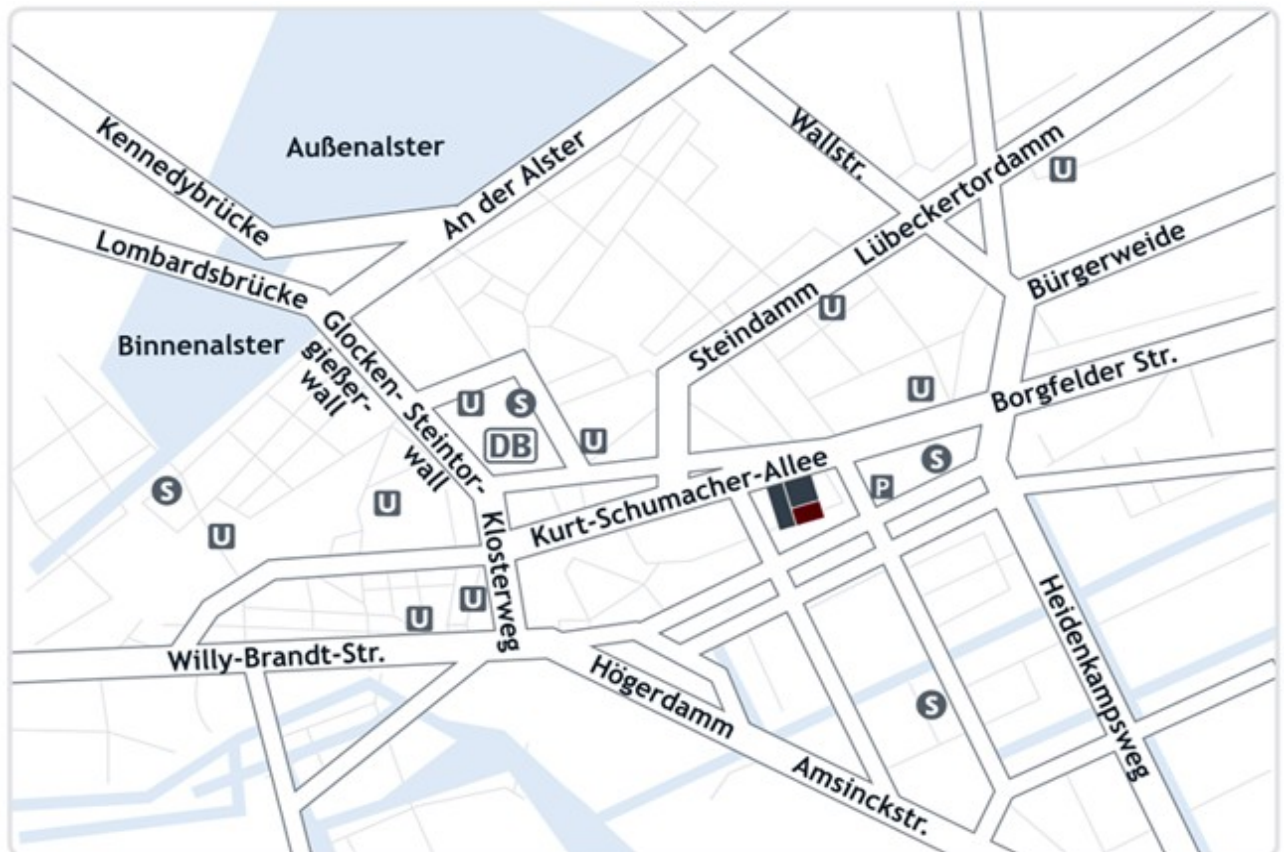 Kennedybrücke
Außenalster
An der Alster
Wallstr.
Lübeckertordamm
U
Lombardsbrücke
Bürgerweide
Binnenalster
Glocken-
gießer-
wall
Steindamm
U
Borgfelder Str.
U
S
U
Steintor-
wall
DB
U
S
Kurt-Schumacher-Allee
P
S
U
U
Klosterweg
U
U
Willy-Brandt-Str.
Högerdamm
Heidenkampsweg
S
Amsinckstr.